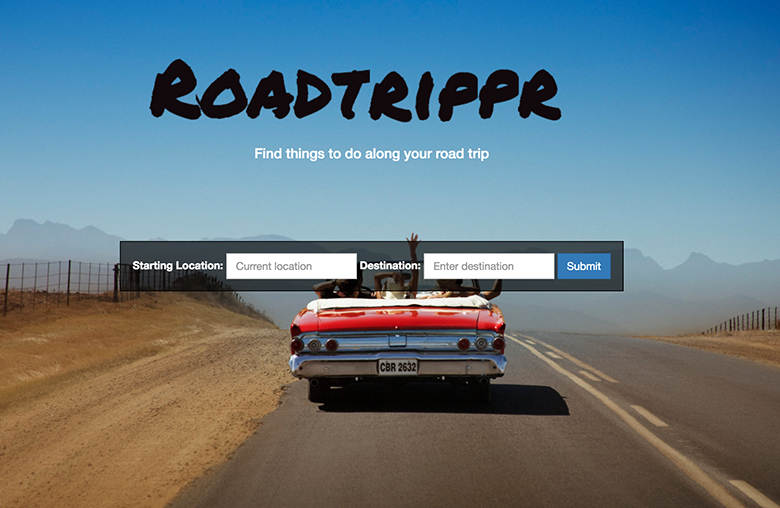 Roadtrippr
Find things to do along your road trip
Starting Location: Current location Destination: Enter destination Submit
CBR 2632